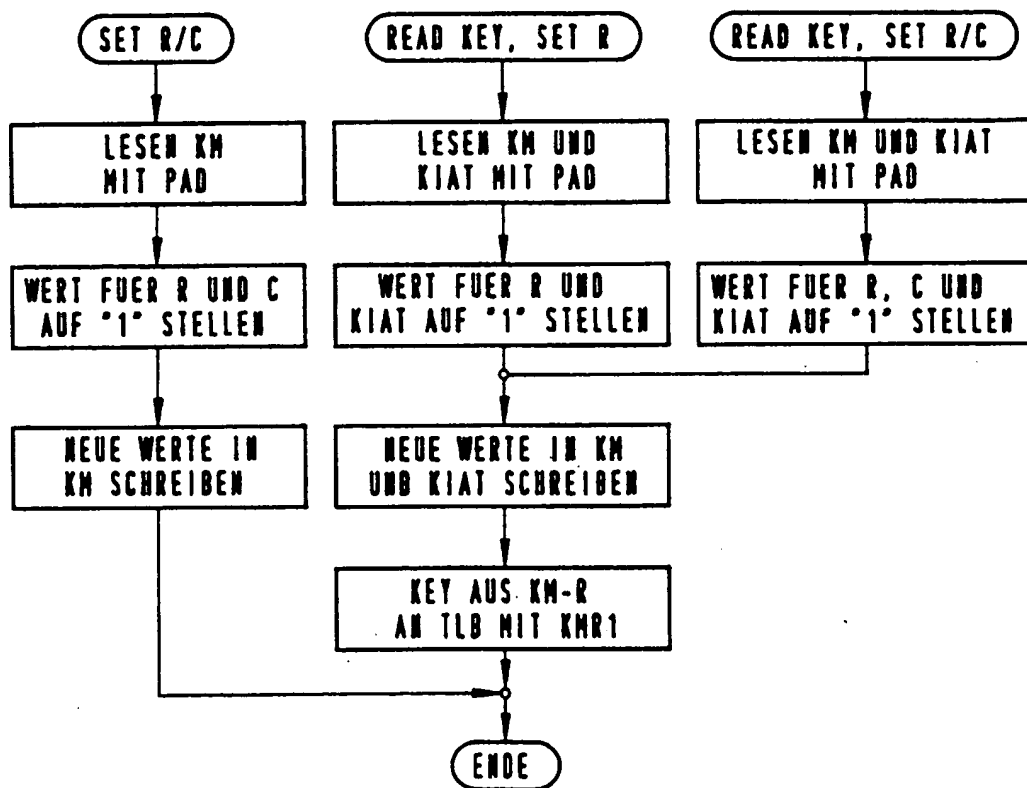 SET R/C
READ KEY, SET R
READ KEY, SET R/C
LESEN KM
MIT PAD
LESEN KM UND
KIAT MIT PAD
LESEN KM UND KIAT
MIT PAD
WERT FUER R UND C
AUF "1" STELLEN
WERT FUER R UND
KIAT AUF "1" STELLEN
WERT FUER R, C UND
KIAT AUF "1" STELLEN
NEUE WERTE IN
KM SCHREIBEN
NEUE WERTE IN KM
UND KIAT SCHREIBEN
KEY AUS KM-R
AN TLB MIT KMR1
ENDE